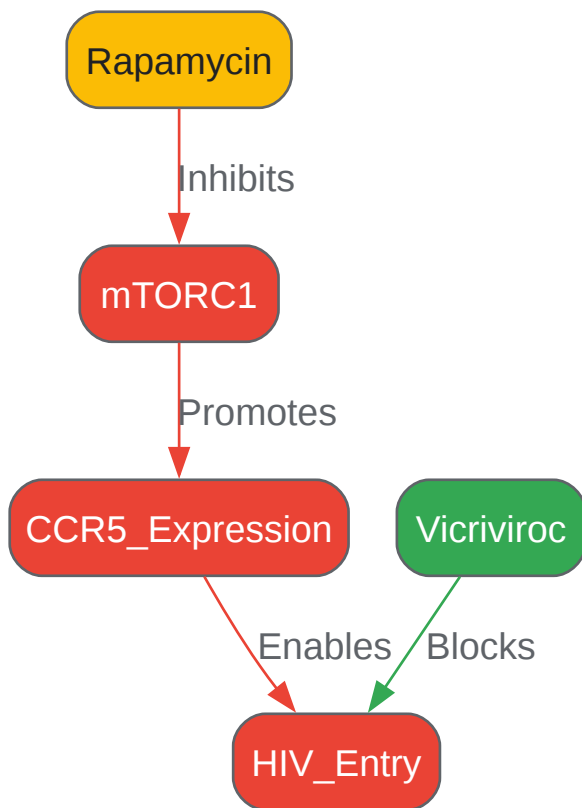 Rapamycin
Inhibits
mTORC1
Promotes
CCR5_Expression
Vicriviroc
Enables
Blocks
HIV_Entry